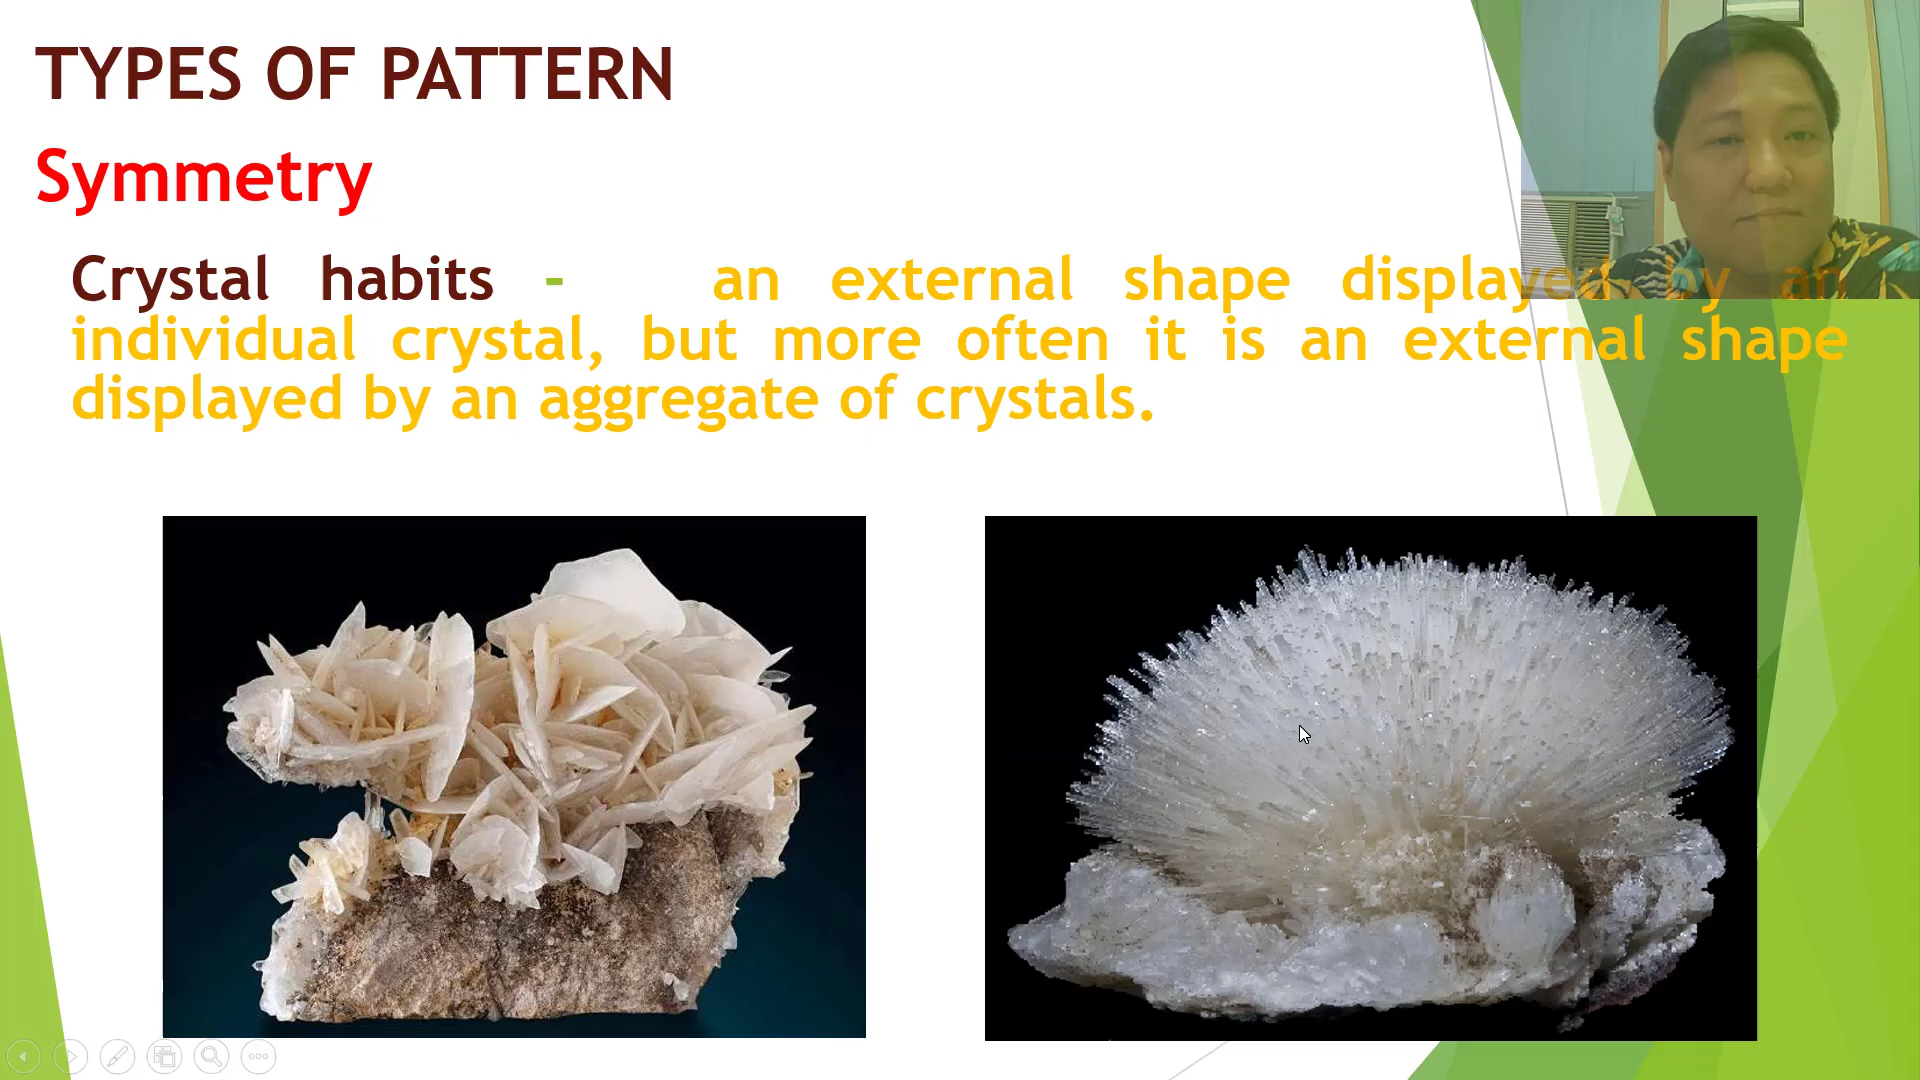 TYPES OF PATTERN
Symmetry
Crystal habits - an external shape displayed by an
individual crystal, but more often it is an external shape
displayed by an aggregate of crystals.